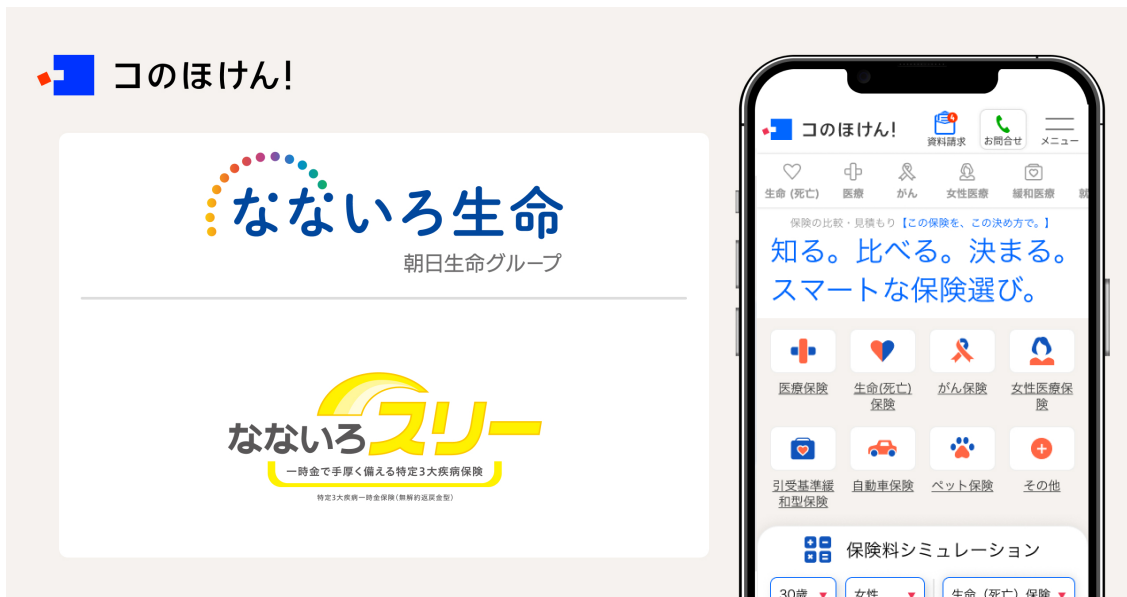 コのほけん!
なないろ生命
朝日生命グループ
なないろスリー
一時金で手厚く備える特定3大疾病保険
特定3大疾病一時金保険(無解約返戻金型)
コのほけん!
4
資料請求
お問合せ
メニュー
生命 (死亡)
医療
がん
女性医療
緩和医療
就
保険の比較・見積もり【この保険を、この決め方で。】
知る。比べる。決まる。
スマートな保険選び。
医療保険
生命(死亡)
保険
がん保険
女性医療保
険
引受基準緩
和型保険
自動車保険
ペット保険
その他
保険料シミュレーション
30歳
女性
生命（死亡）保険